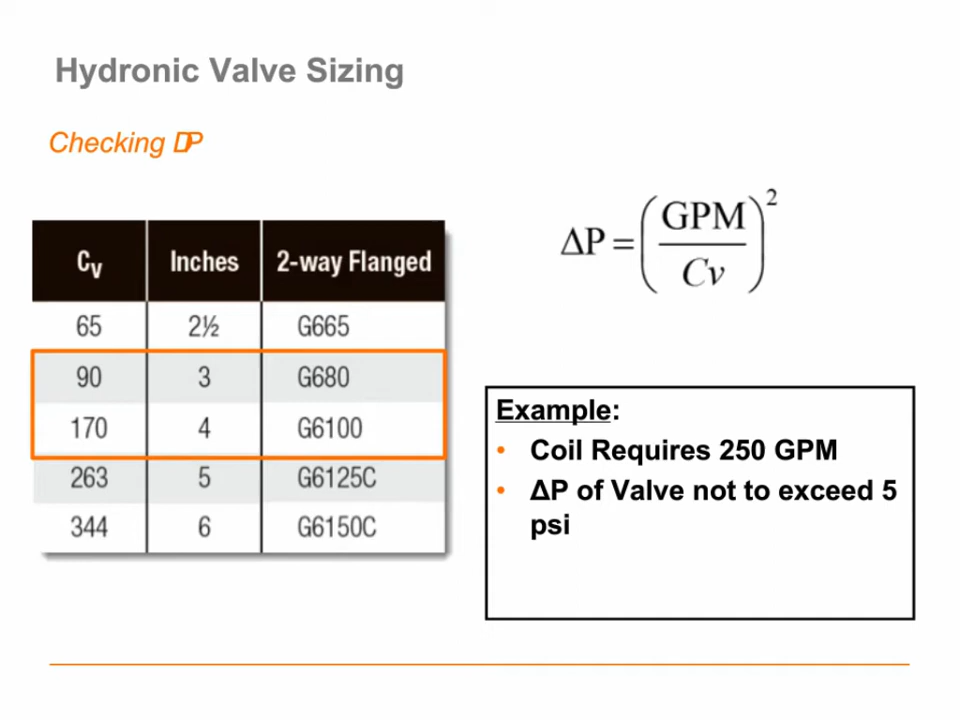 Hydronic Valve Sizing
Checking DP
Cv Inches 2-way Flanged
65 2½ G665
90 3 G680
170 4 G6100
263 5 G6125C
344 6 G6150C
ΔP = (GPM / Cv)²
Example:
• Coil Requires 250 GPM
• ΔP of Valve not to exceed 5
psi